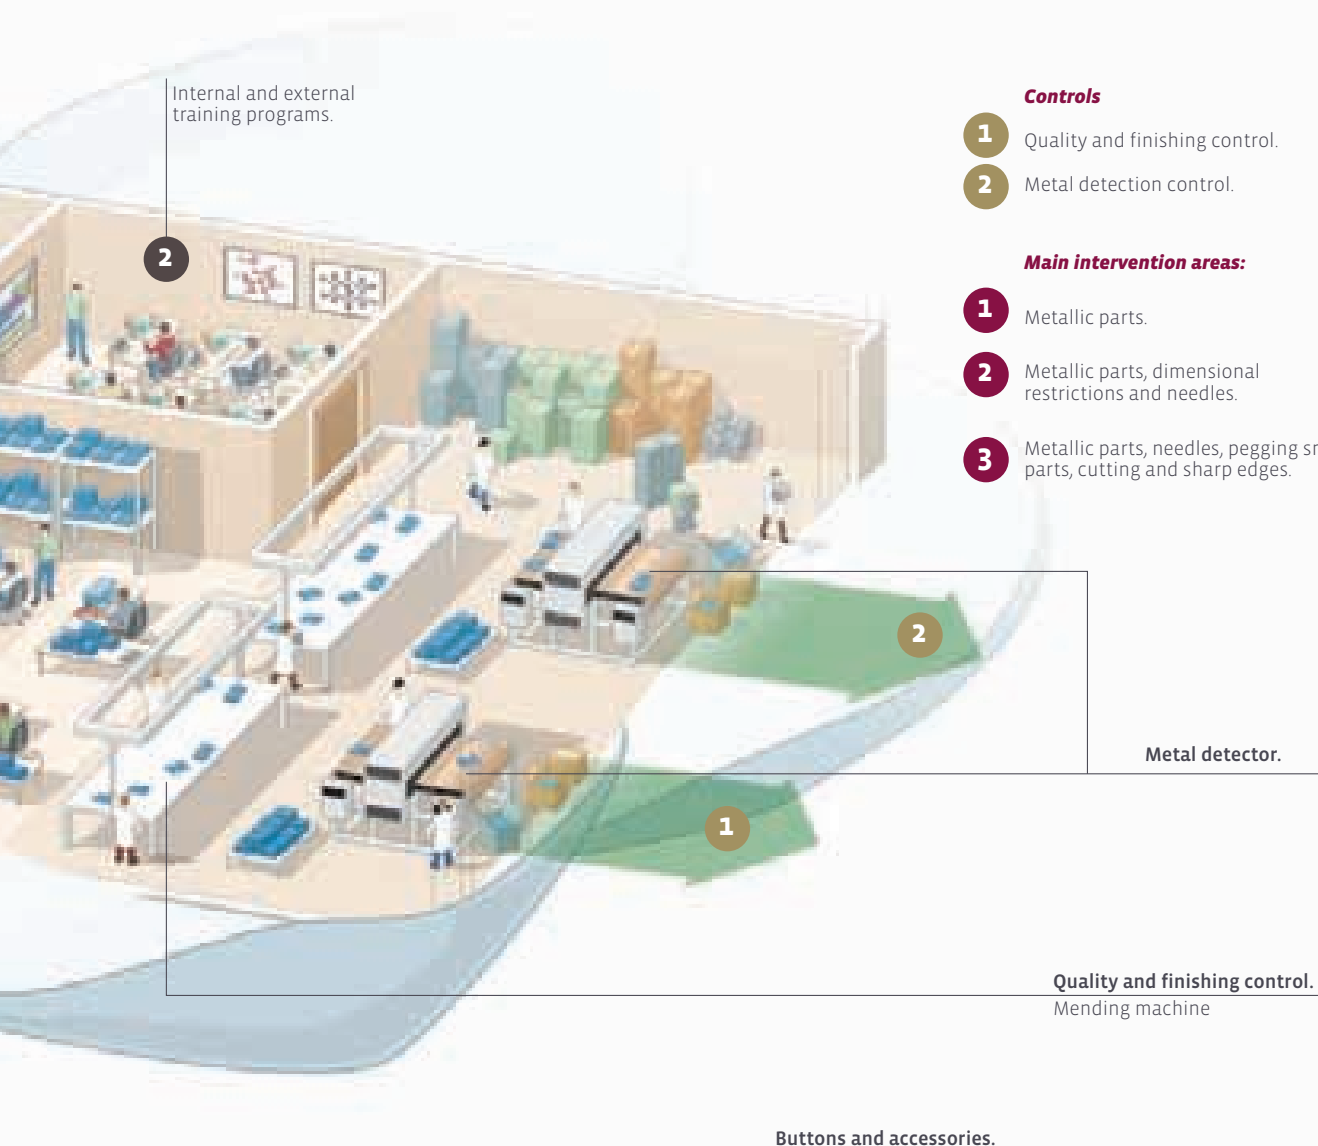 Internal and external
training programs.
2
Controls
1
Quality and finishing control.
2
Metal detection control.
Main intervention areas:
1
Metallic parts.
2
Metallic parts, dimensional
restrictions and needles.
3
Metallic parts, needles, pegging
parts, cutting and sharp edges.
2
Metal detector.
1
Quality and finishing control.
Mending machine
Buttons and accessories.